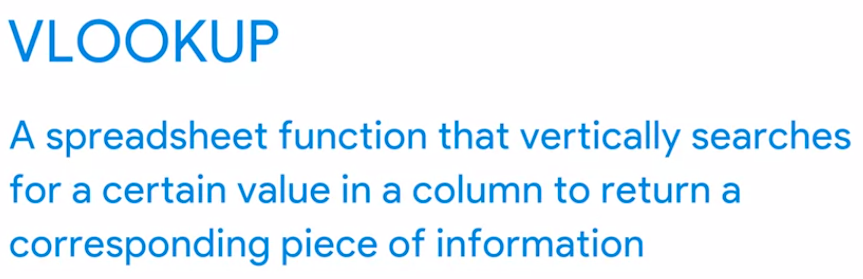 VLOOKUP
A spreadsheet function that vertically searches
for a certain value in a column to return a
corresponding piece of information